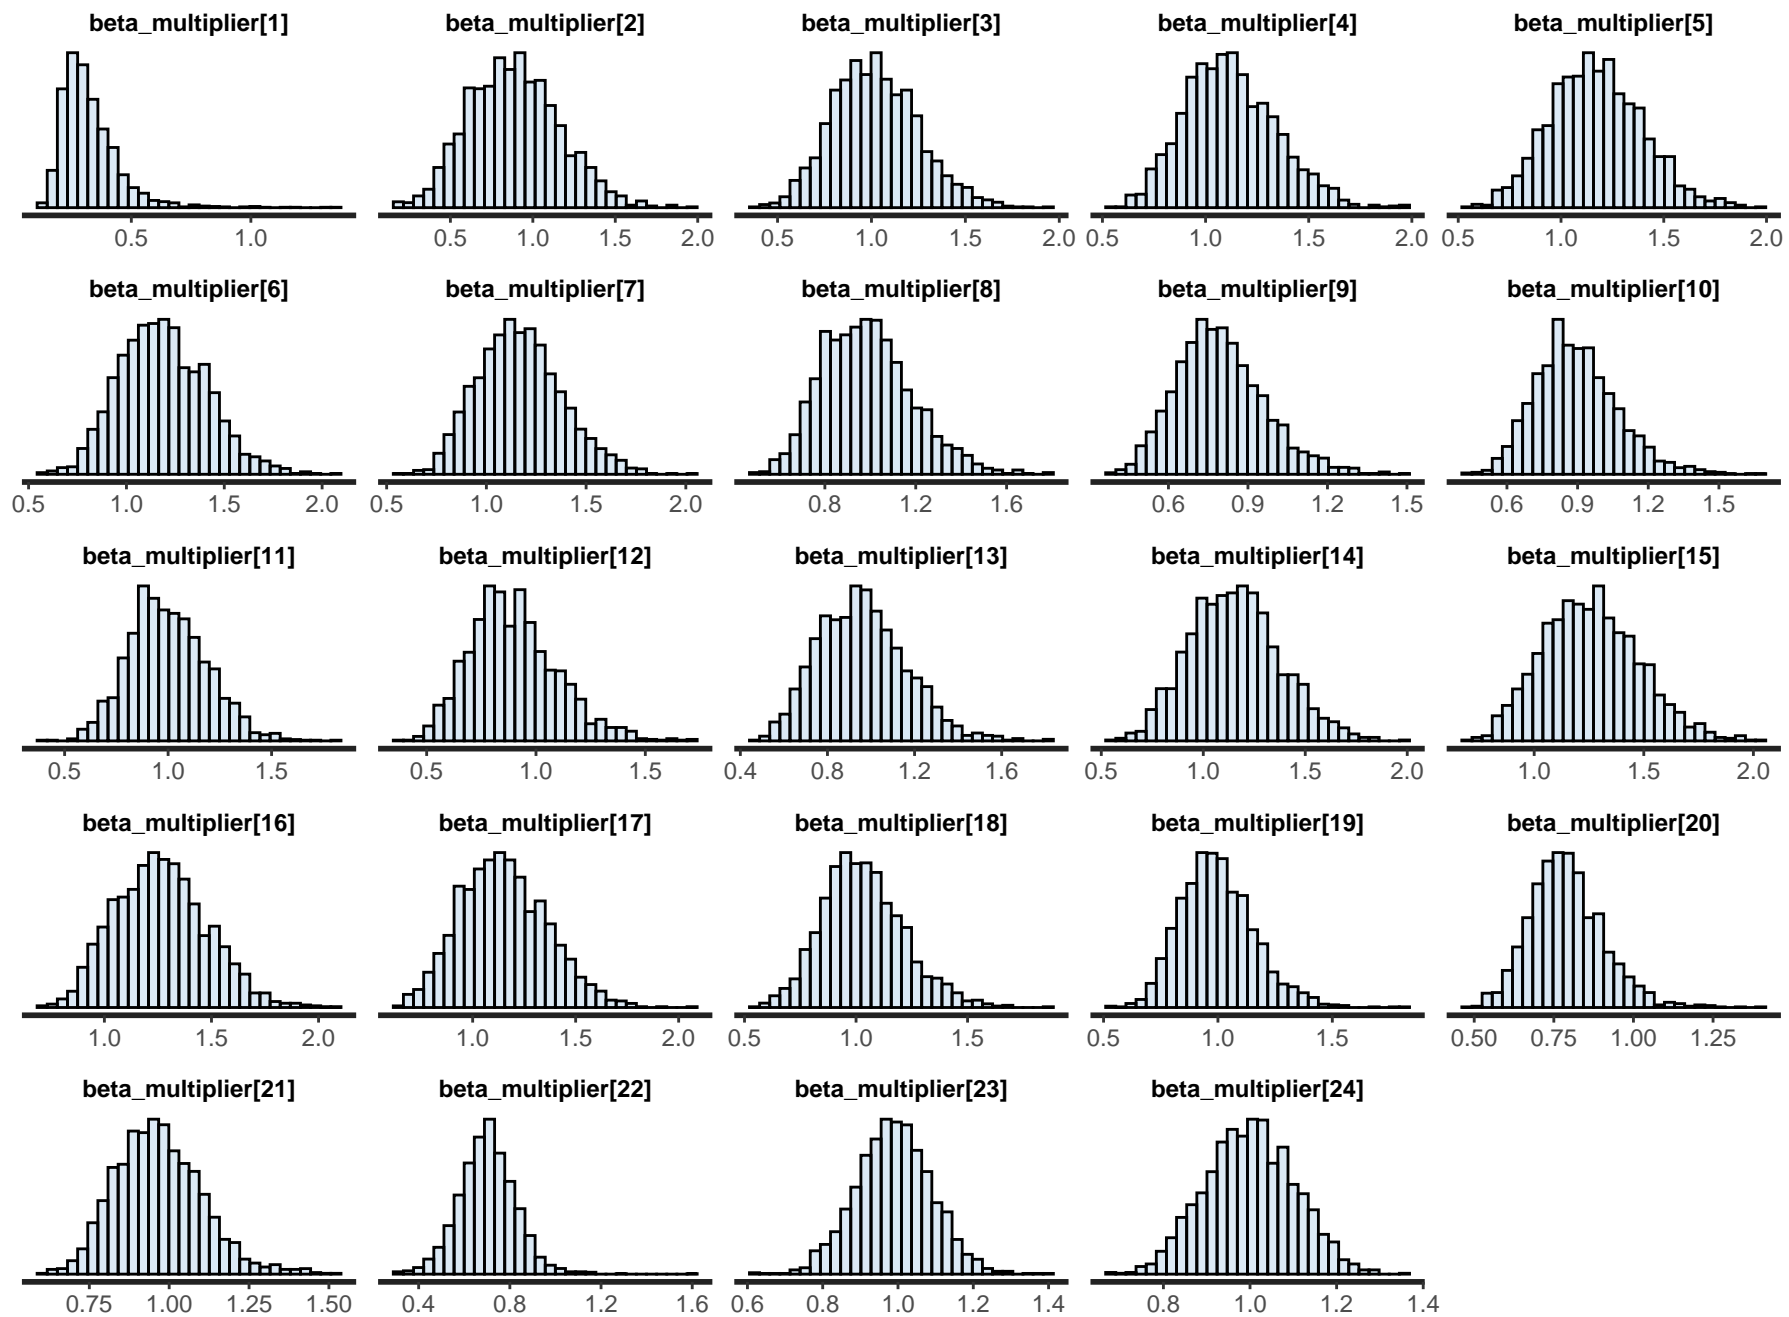 beta_multiplier[1] beta_multiplier[2] beta_multiplier[3] beta_multiplier[4] beta_multiplier[5]
0.5 1.0 0.5 1.0 1.5 2.0 0.5 1.0 1.5 2.0 0.5 1.0 1.5 2.0 0.5 1.0 1.5 2.0
beta_multiplier[6] beta_multiplier[7] beta_multiplier[8] beta_multiplier[9] beta_multiplier[10]
0.5 1.0 1.5 2.0 0.5 1.0 1.5 2.0 0.8 1.2 1.6 0.6 0.9 1.2 1.5 0.6 0.9 1.2 1.5
beta_multiplier[11] beta_multiplier[12] beta_multiplier[13] beta_multiplier[14] beta_multiplier[15]
0.5 1.0 1.5 0.5 1.0 1.5 0.4 0.8 1.2 1.6 0.5 1.0 1.5 2.0 1.0 1.5 2.0
beta_multiplier[16] beta_multiplier[17] beta_multiplier[18] beta_multiplier[19] beta_multiplier[20]
1.0 1.5 2.0 1.0 1.5 2.0 0.5 1.0 1.5 0.5 1.0 1.5 0.50 0.75 1.00 1.25
beta_multiplier[21] beta_multiplier[22] beta_multiplier[23] beta_multiplier[24]
0.75 1.00 1.25 1.50 0.4 0.8 1.2 1.6 0.6 0.8 1.0 1.2 1.4 0.8 1.0 1.2 1.4